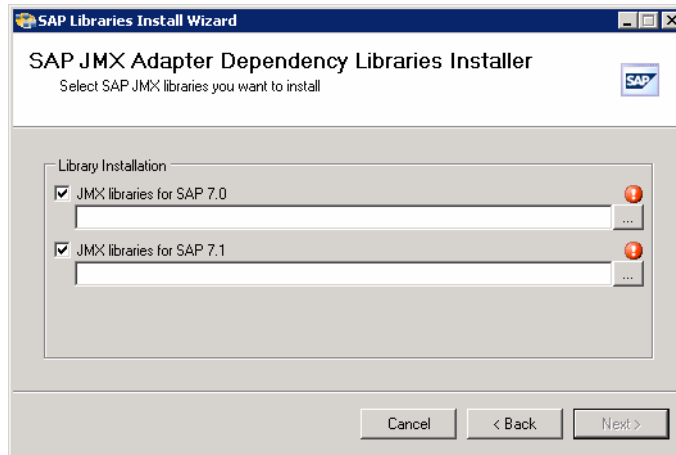 SAP Libraries Install Wizard
SAP JMX Adapter Dependency Libraries Installer
Select SAP JMX libraries you want to install
SAP
Library Installation
JMX libraries for SAP 7.0
...
JMX libraries for SAP 7.1
...
Cancel
< Back
Next >